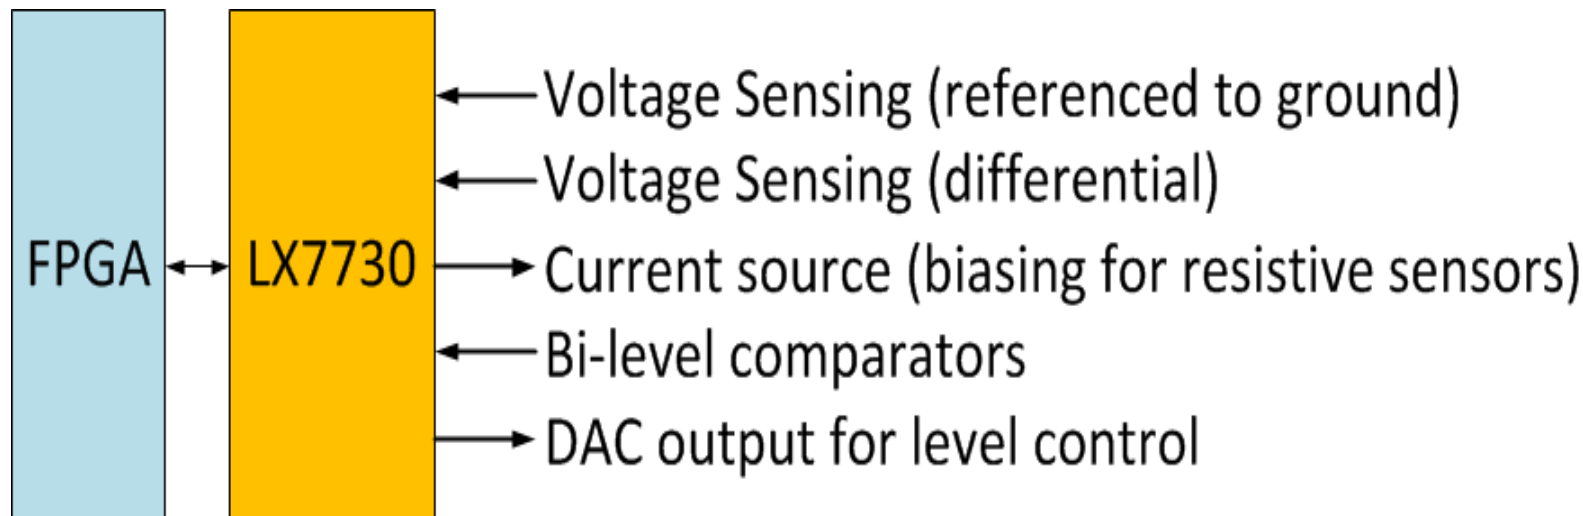 FPGA
LX7730
Voltage Sensing (referenced to ground)
Voltage Sensing (differential)
Current source (biasing for resistive sensors)
Bi-level comparators
DAC output for level control